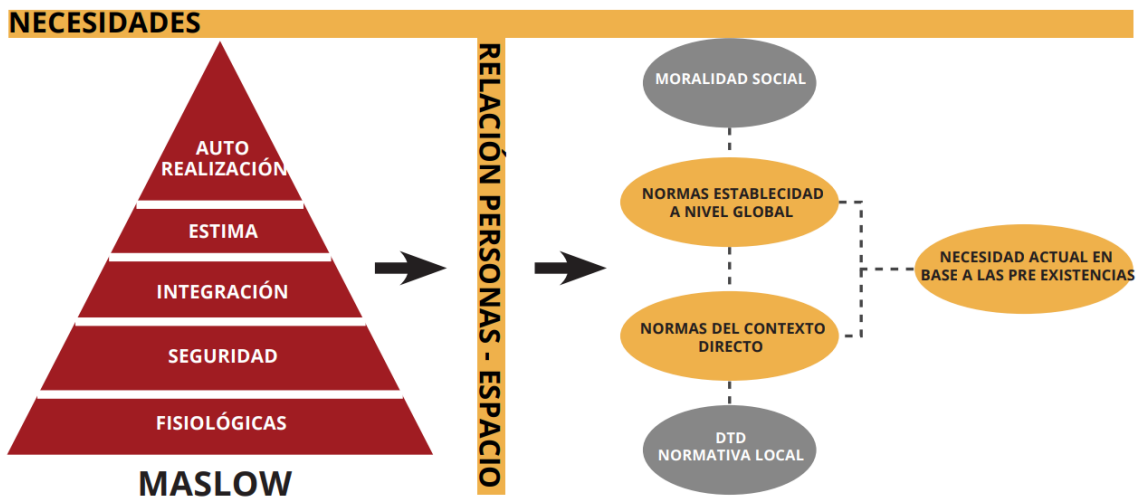 NECESIDADES
AUTO
REALIZACIÓN
ESTIMA
INTEGRACIÓN
SEGURIDAD
FISIOLÓGICAS
MASLOW
RELACIÓN PERSONAS - ESPACIO
MORALIDAD SOCIAL
NORMAS ESTABLECIDAD
A NIVEL GLOBAL
NORMAS DEL CONTEXTO
DIRECTO
DTD
NORMATIVA LOCAL
NECESIDAD ACTUAL EN
BASE A LAS PRE EXISTENCIAS